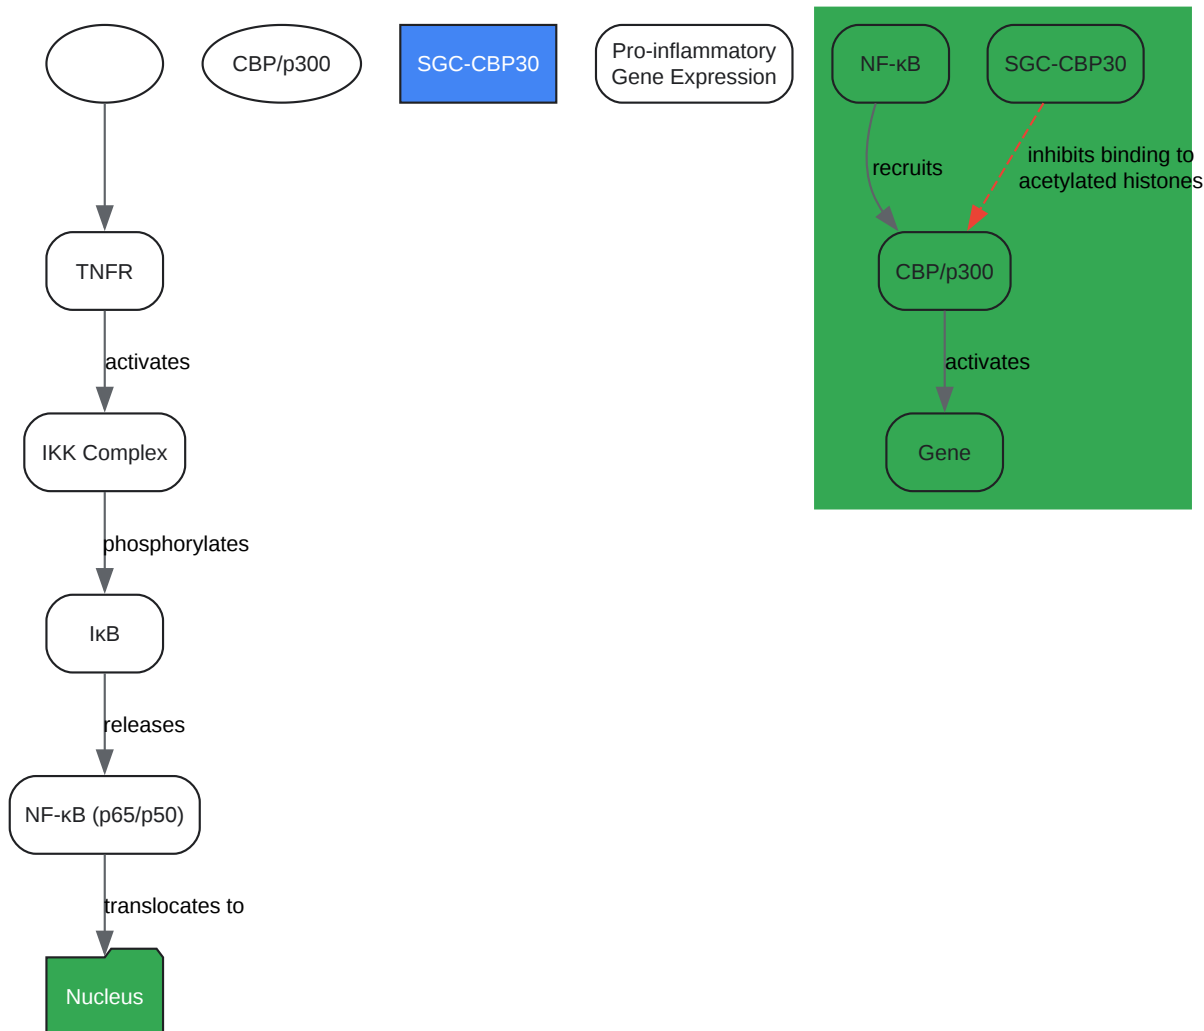 CBP/p300
SGC-CBP30
Pro-inflammatory
Gene Expression
NF-κB
SGC-CBP30
recruits
inhibits binding to
acetylated histones
TNFR
CBP/p300
activates
activates
IKK Complex
Gene
phosphorylates
IκB
releases
NF-κB (p65/p50)
translocates to
Nucleus